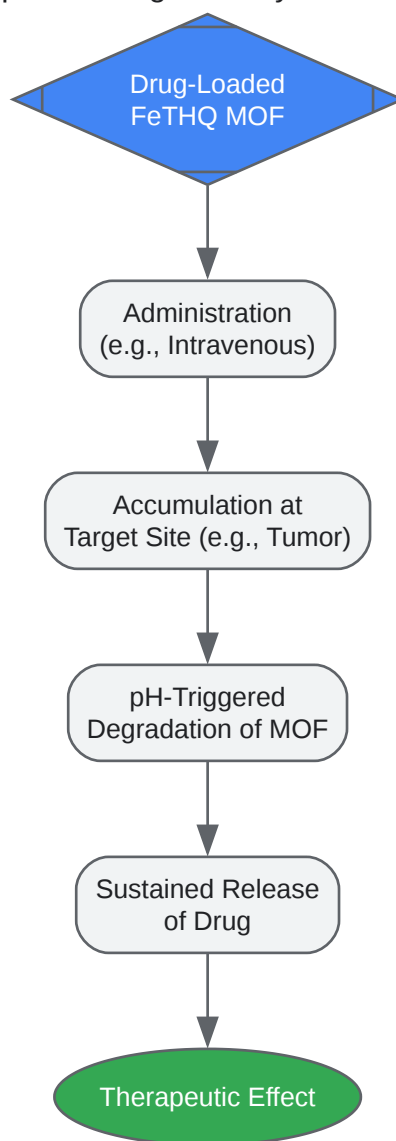 Drug-Loaded
FeTHQ MOF
Administration
(e.g., Intravenous)
Accumulation at
Target Site (e.g., Tumor)
pH-Triggered
Degradation of MOF
Sustained Release
of Drug
Therapeutic Effect